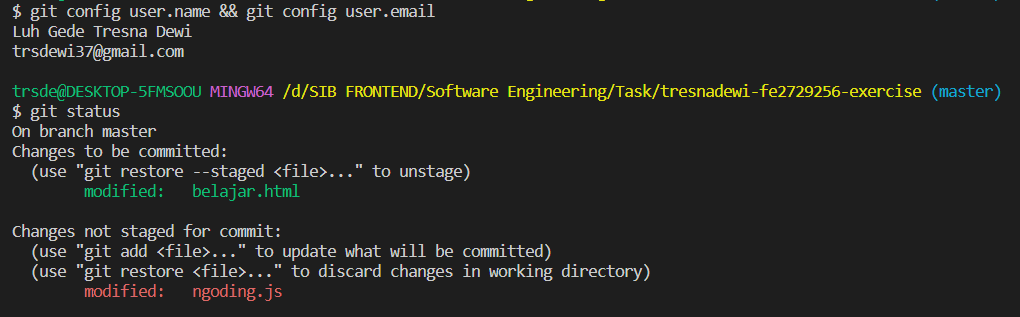 $ git config user.name && git config user.email
Luh Gede Tresna Dewi
trsdewi37@gmail.com
trsde@DESKTOP-5FMSOOU MINGW64 /d/SIB FRONTEND/Software Engineering/Task/tresnadewi-fe2729256-exercise (master)
$ git status
On branch master
Changes to be committed:
  (use "git restore --staged <file>..." to unstage)
        modified:   belajar.html
Changes not staged for commit:
  (use "git add <file>..." to update what will be committed)
  (use "git restore <file>..." to discard changes in working directory)
        modified:   ngoding.js